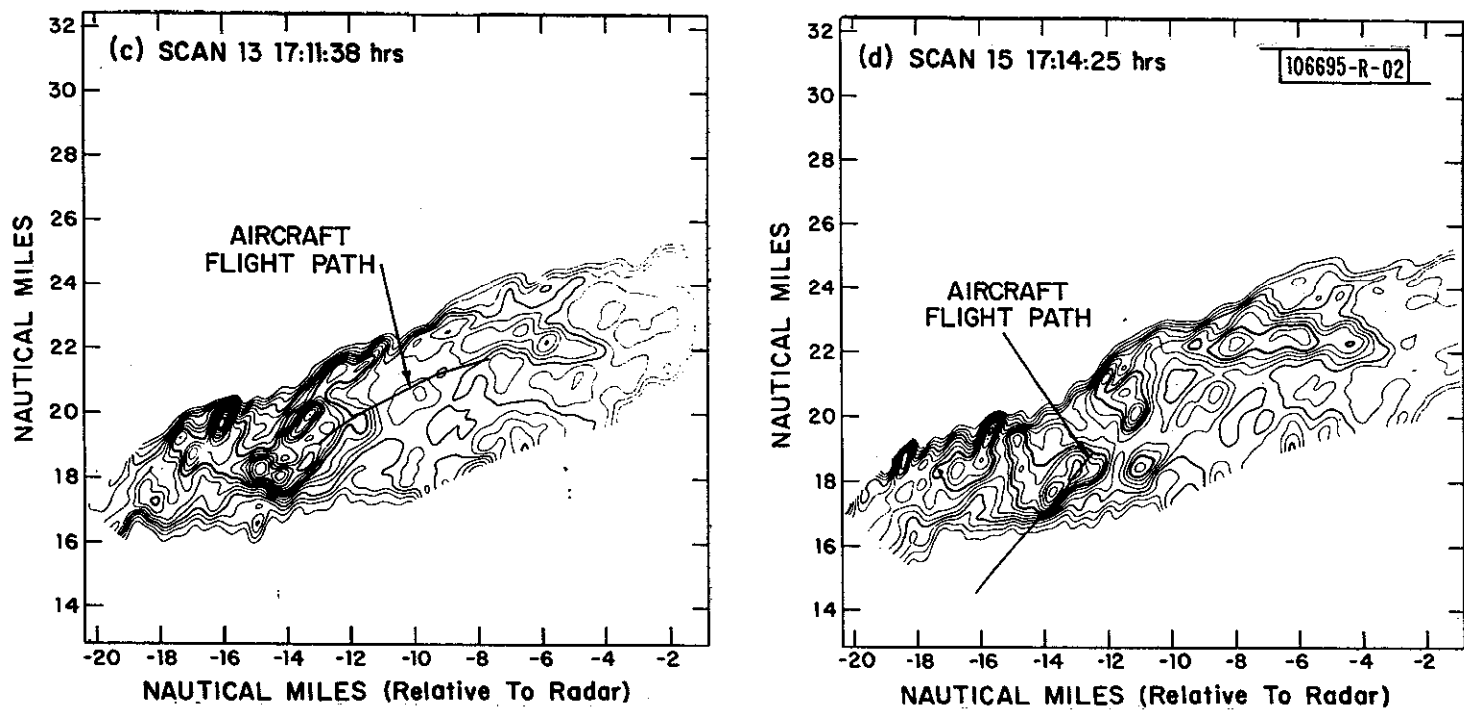 (c) SCAN 13 17:11:38 hrs
32
30
28
26
24
22
20
18
16
14
NAUTICAL MILES
AIRCRAFT
FLIGHT PATH
-20 -18 -16 -14 -12 -10 -8 -6 -4 -2
NAUTICAL MILES (Relative To Radar)
(d) SCAN 15 17:14:25 hrs
106695-R-02
32
30
28
26
24
22
20
18
16
14
NAUTICAL MILES
AIRCRAFT
FLIGHT PATH
-20 -18 -16 -14 -12 -10 -8 -6 -4 -2
NAUTICAL MILES (Relative To Radar)